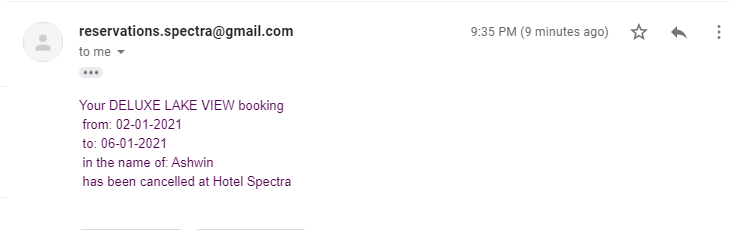 reservations.spectra@gmail.com 9:35 PM (9 minutes ago)
to me
Your DELUXE LAKE VIEW booking
from: 02-01-2021
to: 06-01-2021
in the name of: Ashwin
has been cancelled at Hotel Spectra